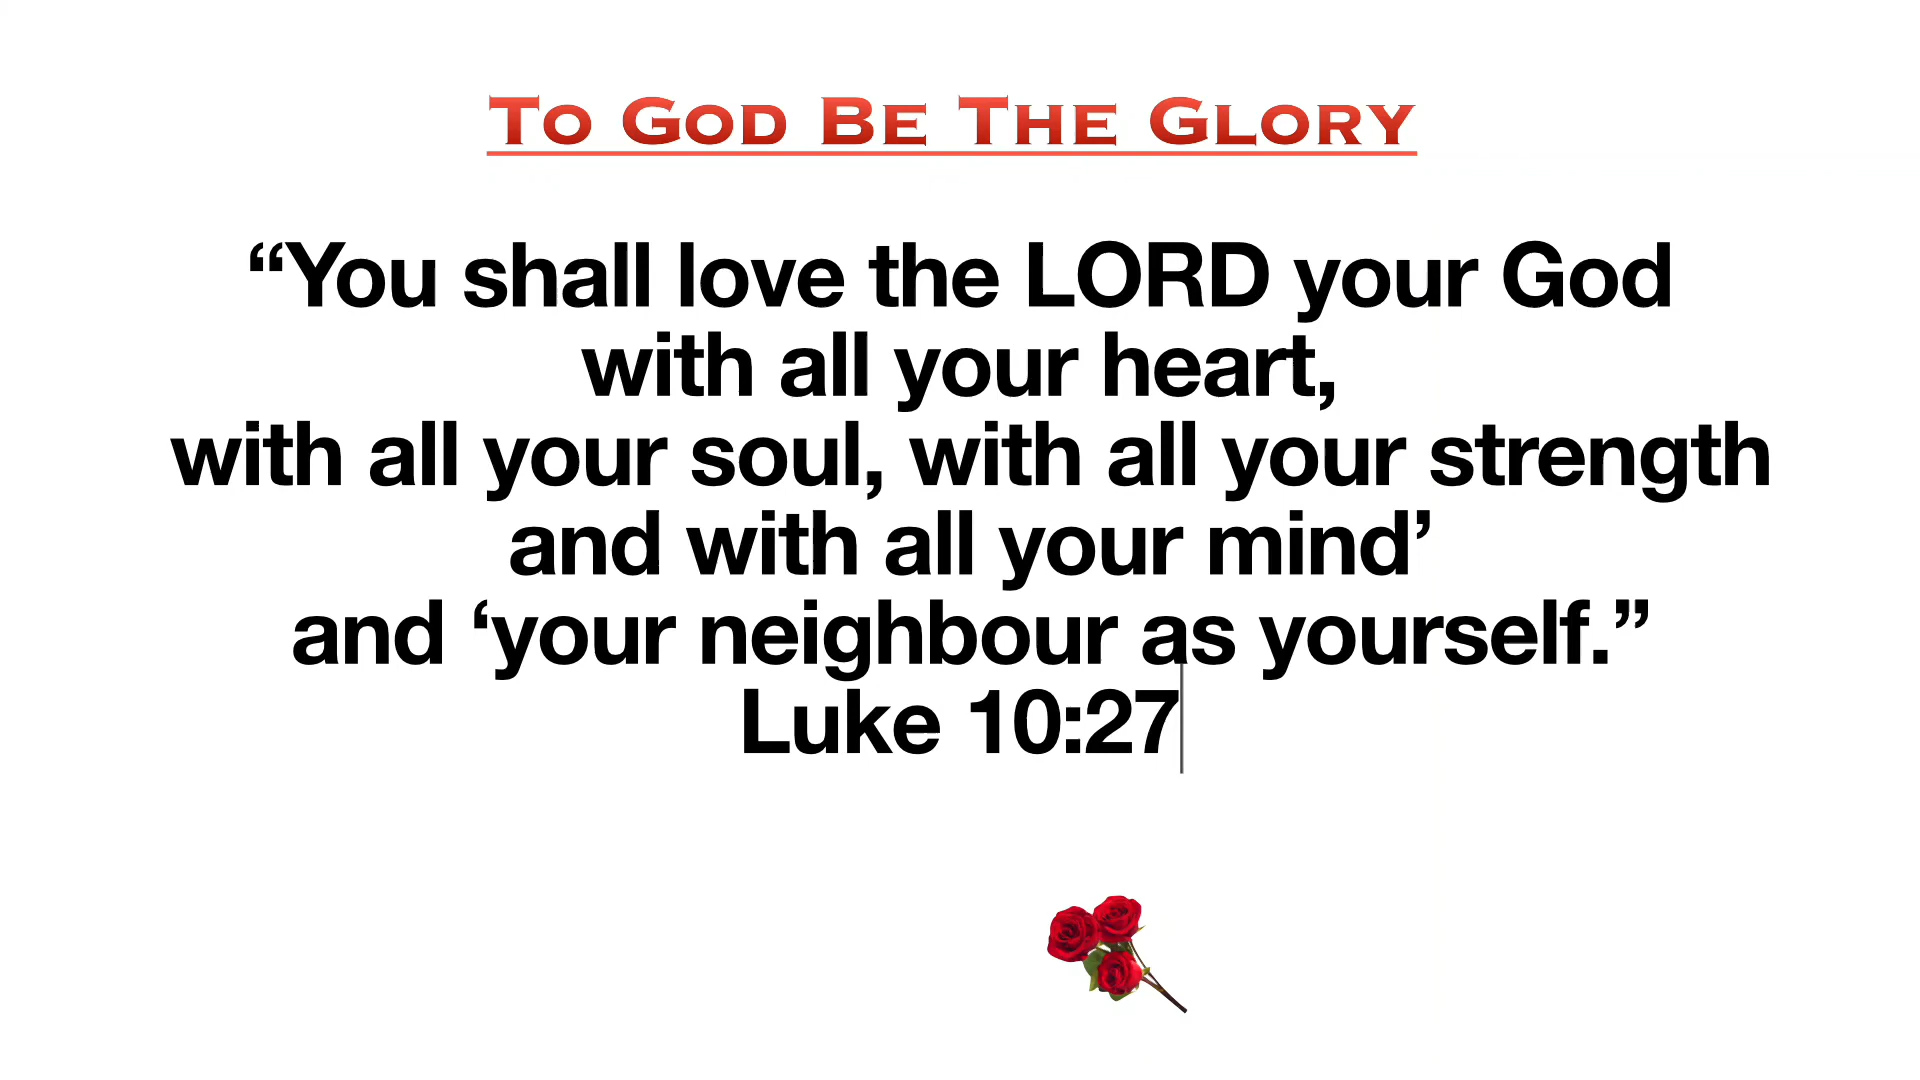 To God Be The Glory
“You shall love the LORD your God
with all your heart,
with all your soul, with all your strength
and with all your mind’
and ‘your neighbour as yourself.”
Luke 10:27